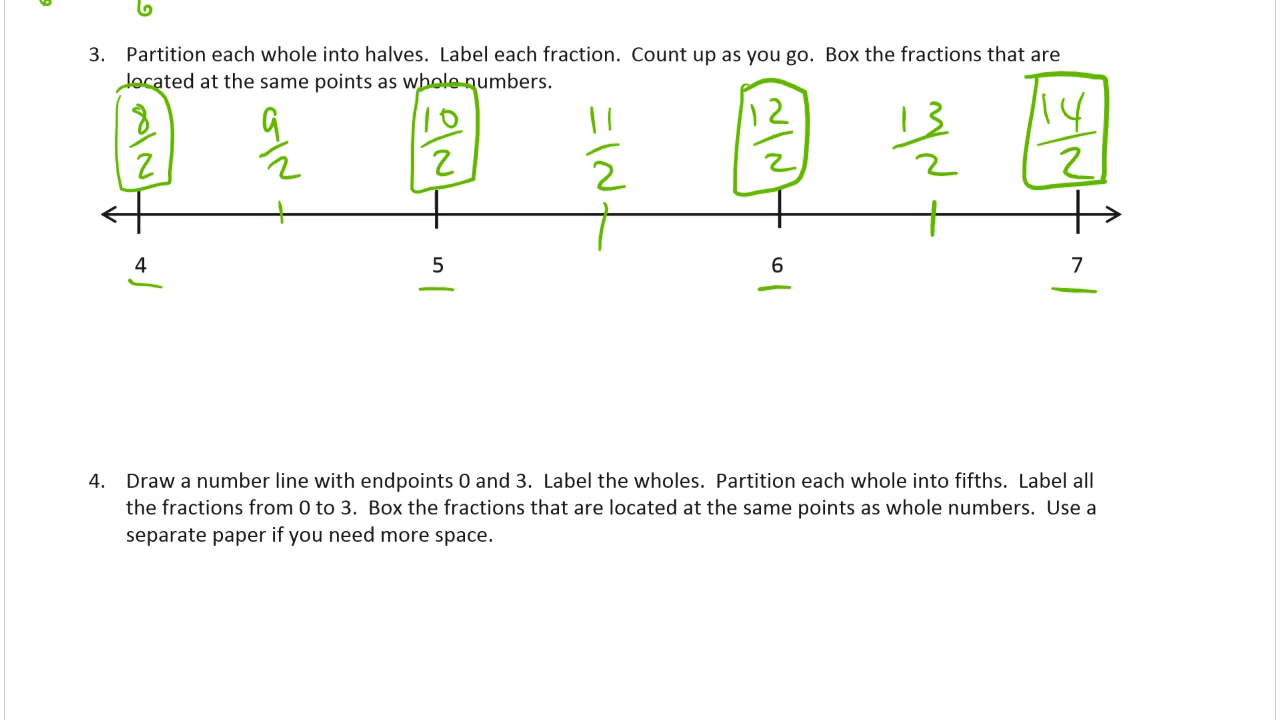 6
3. Partition each whole into halves. Label each fraction. Count up as you go. Box the fractions that are
located at the same points as whole numbers.
8/2 9/2 10/2 11/2 12/2 13/2 14/2
4 5 6 7
4. Draw a number line with endpoints 0 and 3. Label the wholes. Partition each whole into fifths. Label all
the fractions from 0 to 3. Box the fractions that are located at the same points as whole numbers. Use a
separate paper if you need more space.